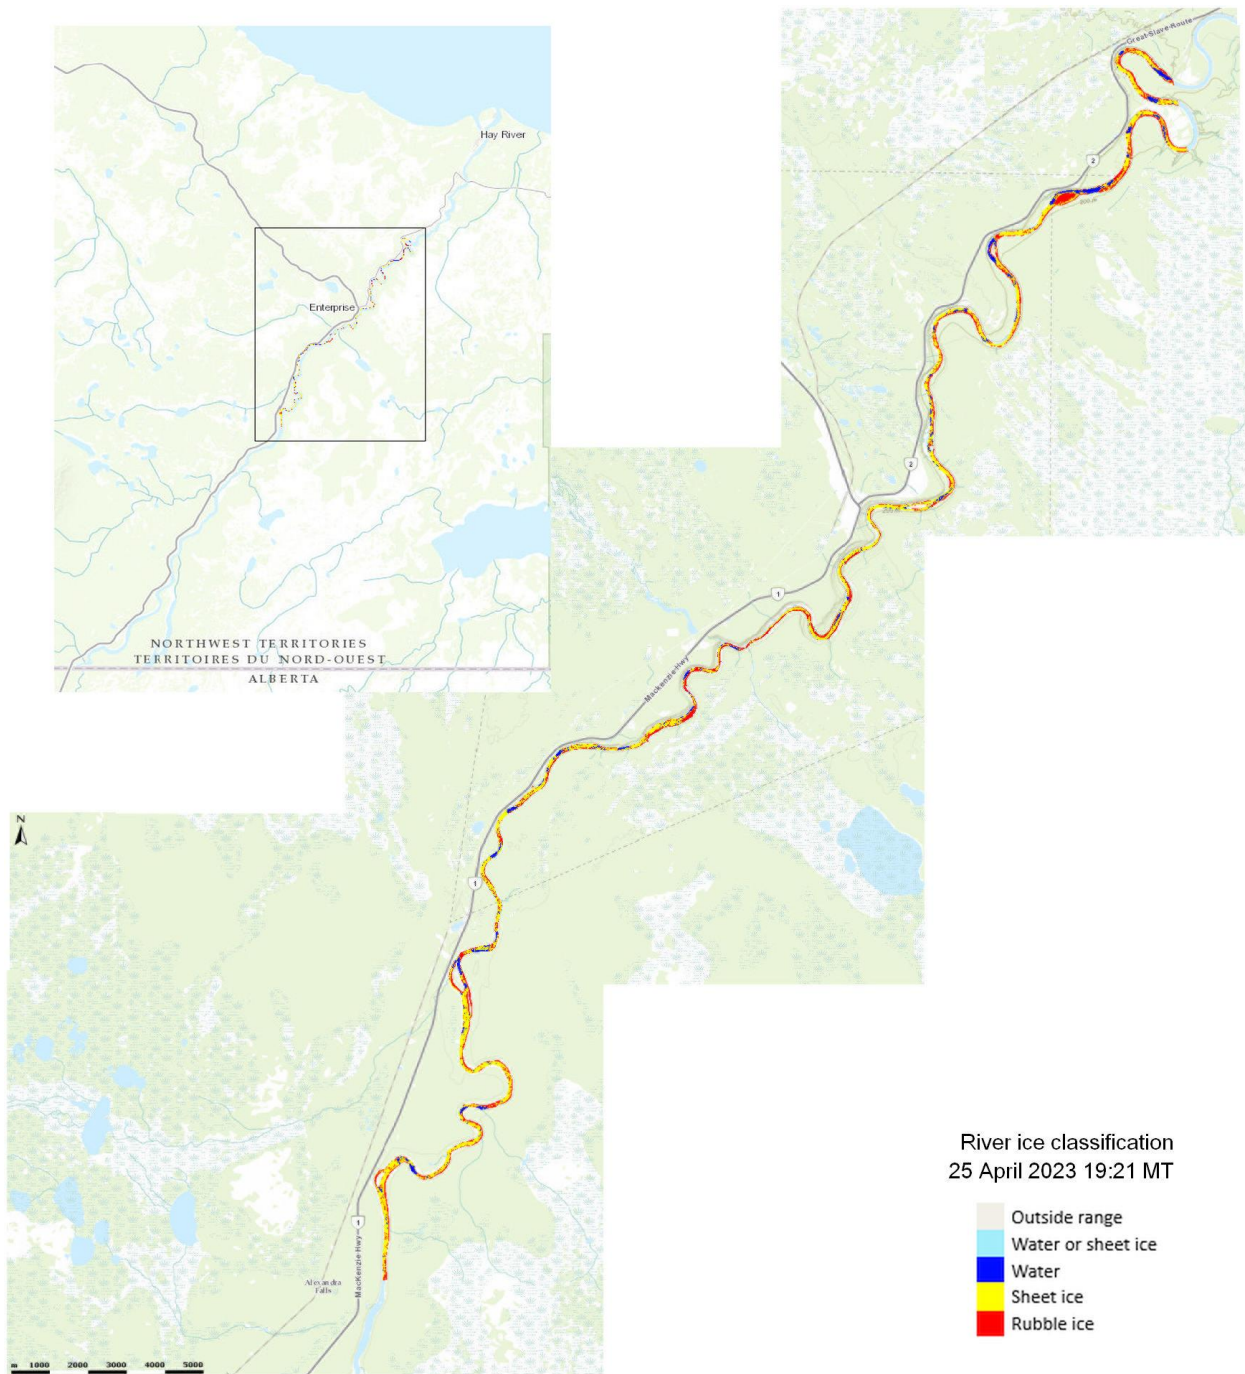 Great-Slave-Route
Hay River
2
Enterprise
2
1
NORTHWEST TERRITORIES
TERRITOIRES DU NORD-OUEST
ALBERTA
Mackenzie-Hwy
N
1
River ice classification
25 April 2023 19:21 MT
Outside range
Water or sheet ice
Water
Sheet ice
Rubble ice
1
MacKenzie Hwy
Alexandra
Falls
m 1000 2000 3000 4000 5000